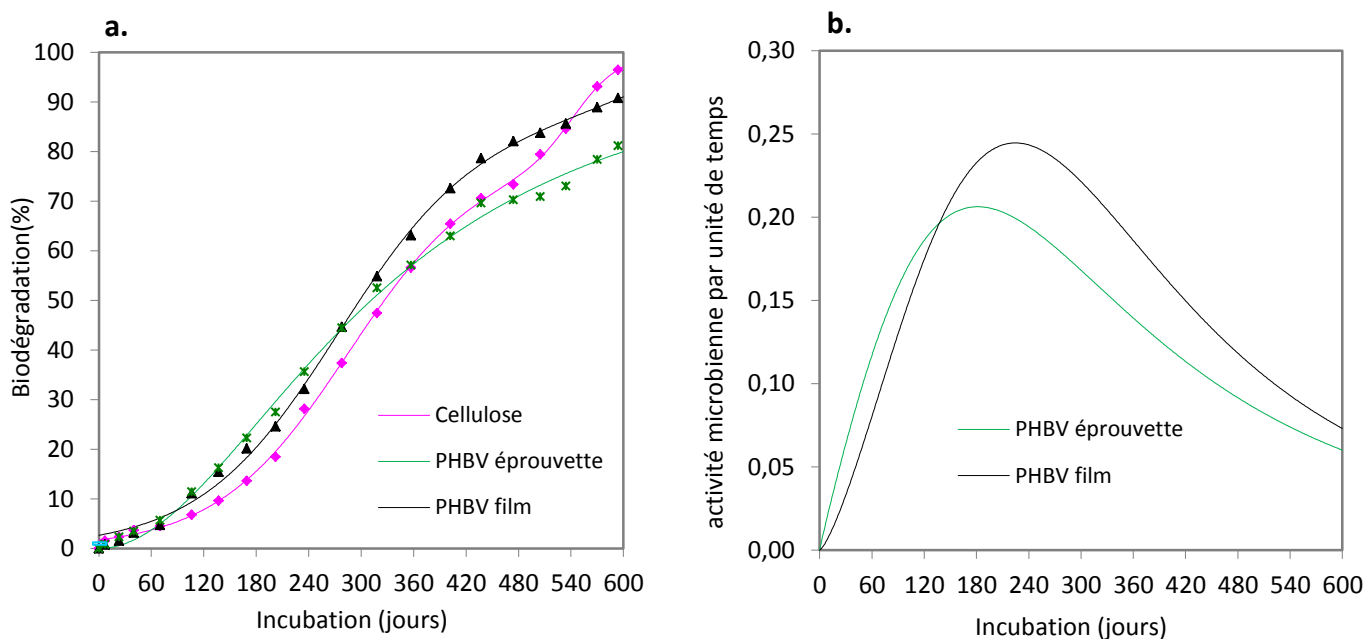 a.
100
90
80
70
60
50
40
30
20
10
0
Biodégradation(%)
0 60 120 180 240 300 360 420 480 540 600
Incubation (jours)
Cellulose
PHBV éprouvette
PHBV film
b.
0,30
0,25
0,20
0,15
0,10
0,05
0,00
activité microbienne par unité de temps
0 60 120 180 240 300 360 420 480 540 600
Incubation (jours)
PHBV éprouvette
PHBV film